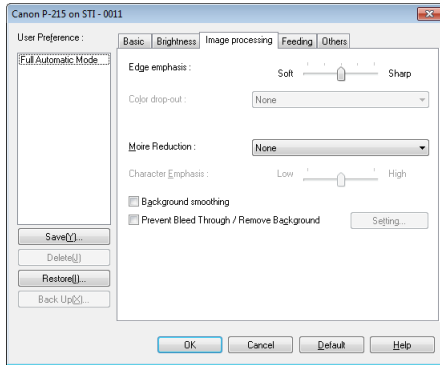 Canon P-215 on STI - 0011
User Preference :
Full Automatic Mode
Save(Y)...
Delete(J)
Restore(I)...
Back Up(X)...
Basic Brightness Image processing Feeding Others
Edge emphasis :
Soft Sharp
Color drop-out :
None
Moire Reduction :
None
Character Emphasis :
Low High
Background smoothing
Prevent Bleed Through / Remove Background
Setting...
OK Cancel Default Help